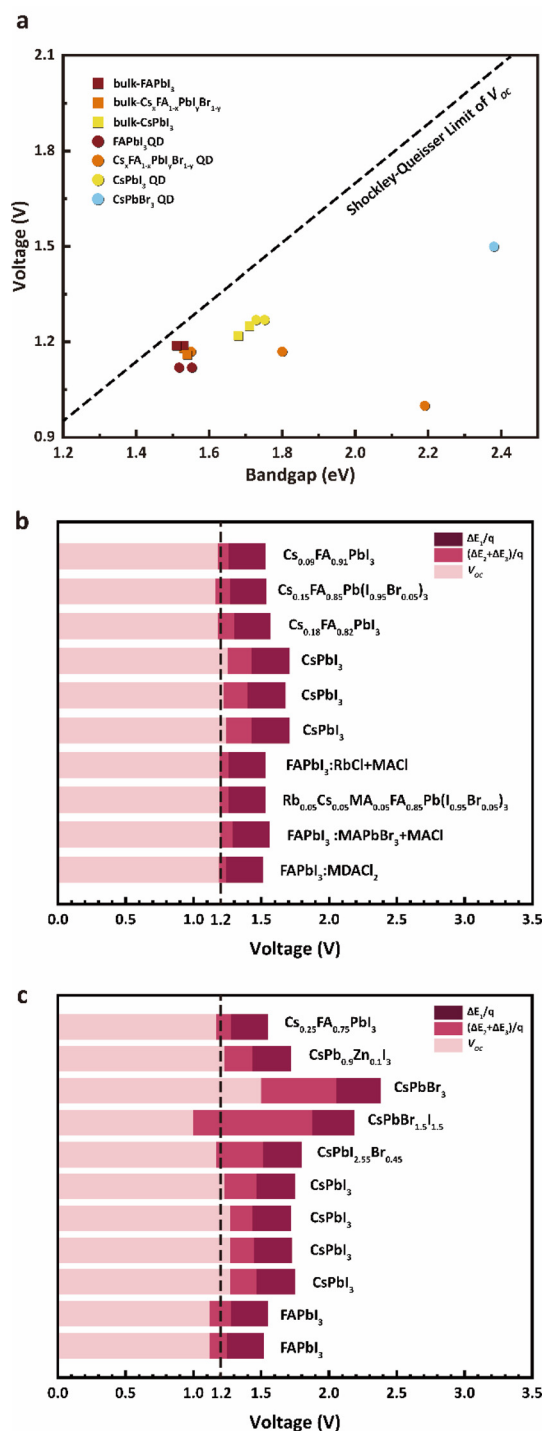 a
2.1
1.8
1.5
1.2
0.9
Voltage (V)
bulk-FAPbI₃
bulk-CsₓFA₁₋ₓPbIᵧBr₁₋ᵧ
bulk-CsPbI₃
FAPbI₃QD
CsₓFA₁₋ₓPbIᵧBr₁₋ᵧ QD
CsPbI₃ QD
CsPbBr₃ QD
Shockley-Queisser Limit of V_OC
1.2 1.4 1.6 1.8 2.0 2.2 2.4
Bandgap (eV)
b
ΔE₁/q
(ΔE₂+ΔE₃)/q
V_OC
Cs₀.₀₉FA₀.₉₁PbI₃
Cs₀.₁₅FA₀.₈₅Pb(I₀.₉₅Br₀.₀₅)₃
Cs₀.₁₈FA₀.₈₂PbI₃
CsPbI₃
CsPbI₃
CsPbI₃
FAPbI₃:RbCl+MACl
Rb₀.₀₅Cs₀.₀₅MA₀.₀₅FA₀.₈₅Pb(I₀.₉₅Br₀.₀₅)₃
FAPbI₃ :MAPbBr₃+MACl
FAPbI₃:MDACl₂
0.0 0.5 1.0 1.2 1.5 2.0 2.5 3.0 3.5
Voltage (V)
c
ΔE₁/q
(ΔE₂+ΔE₃)/q
V_OC
Cs₀.₂₅FA₀.₇₅PbI₃
CsPb₀.₉Zn₀.₁I₃
CsPbBr₃
CsPbBr₁.₅I₁.₅
CsPbI₂.₅₅Br₀.₄₅
CsPbI₃
CsPbI₃
CsPbI₃
CsPbI₃
FAPbI₃
FAPbI₃
0.0 0.5 1.0 1.2 1.5 2.0 2.5 3.0 3.5
Voltage (V)